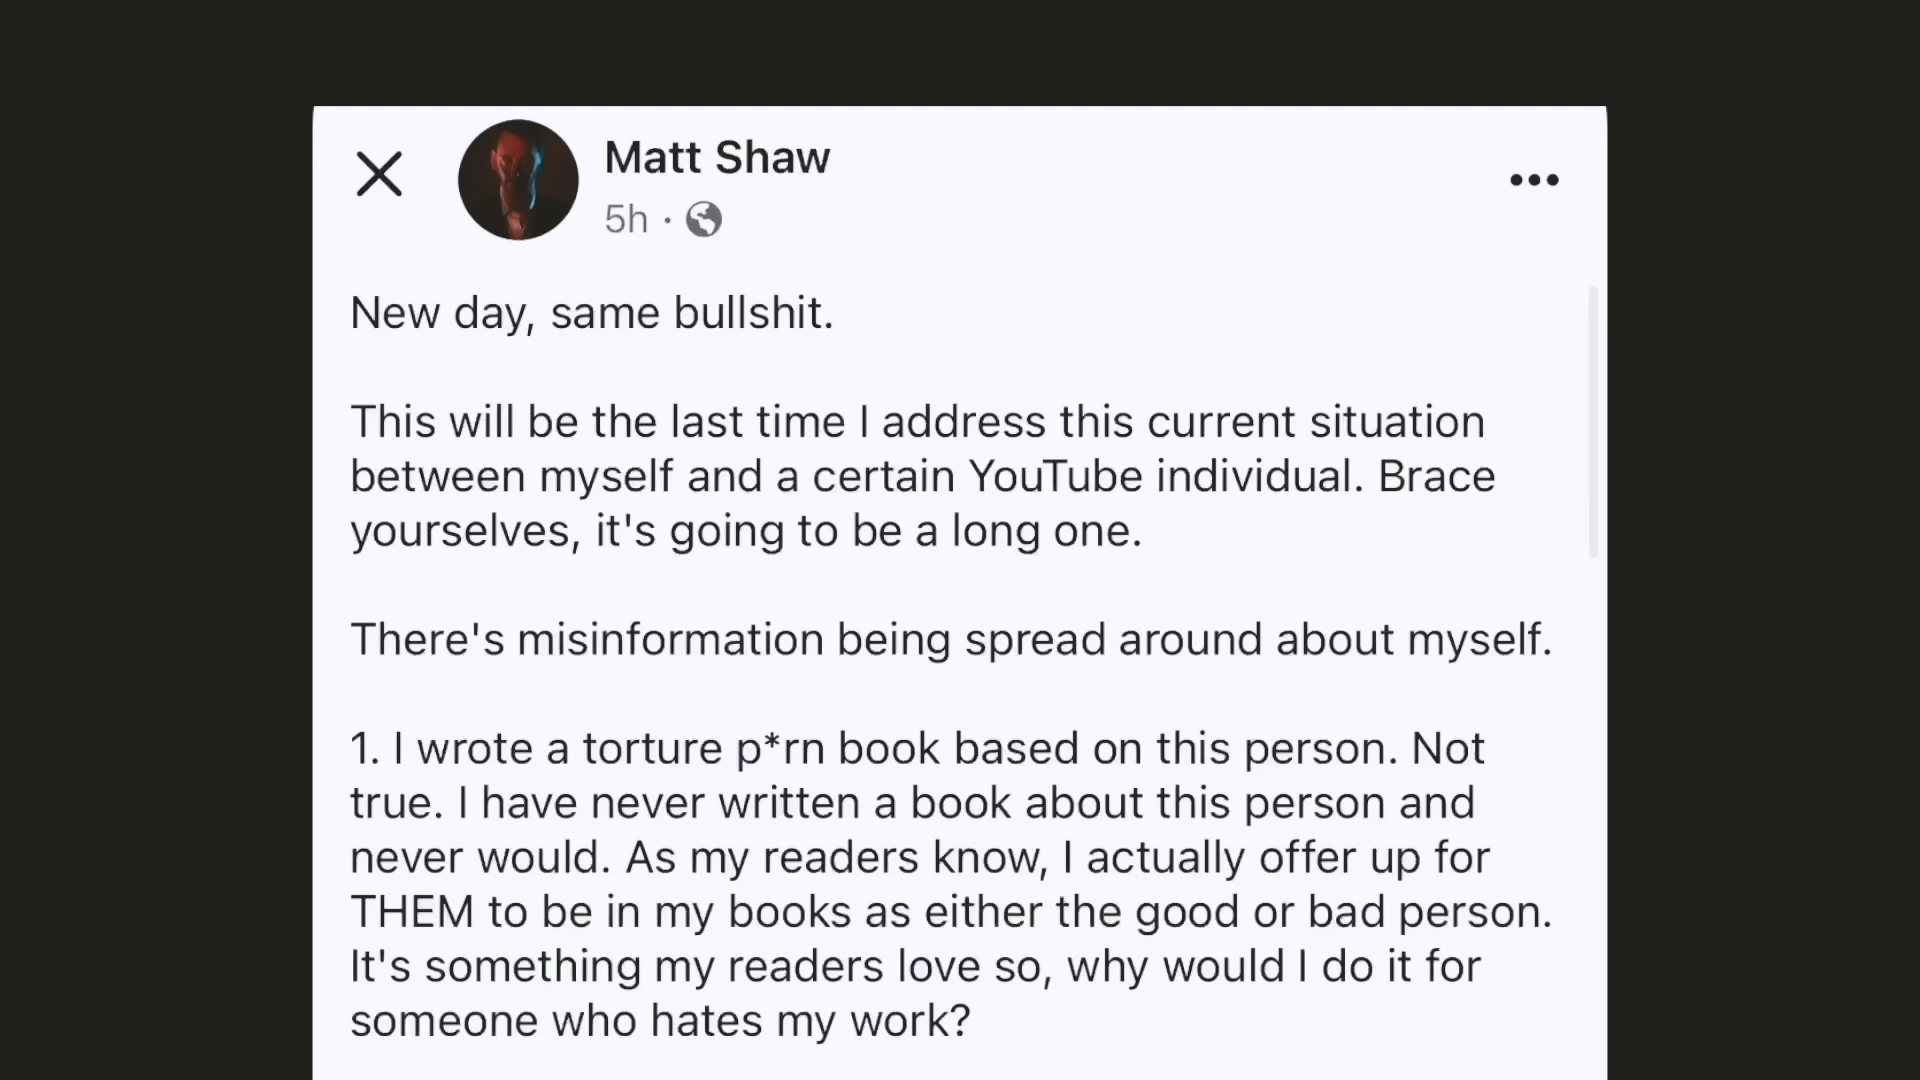 Matt Shaw
5h ·
New day, same bullshit.
This will be the last time I address this current situation
between myself and a certain YouTube individual. Brace
yourselves, it's going to be a long one.
There's misinformation being spread around about myself.
1. I wrote a torture p*rn book based on this person. Not
true. I have never written a book about this person and
never would. As my readers know, I actually offer up for
THEM to be in my books as either the good or bad person.
It's something my readers love so, why would I do it for
someone who hates my work?